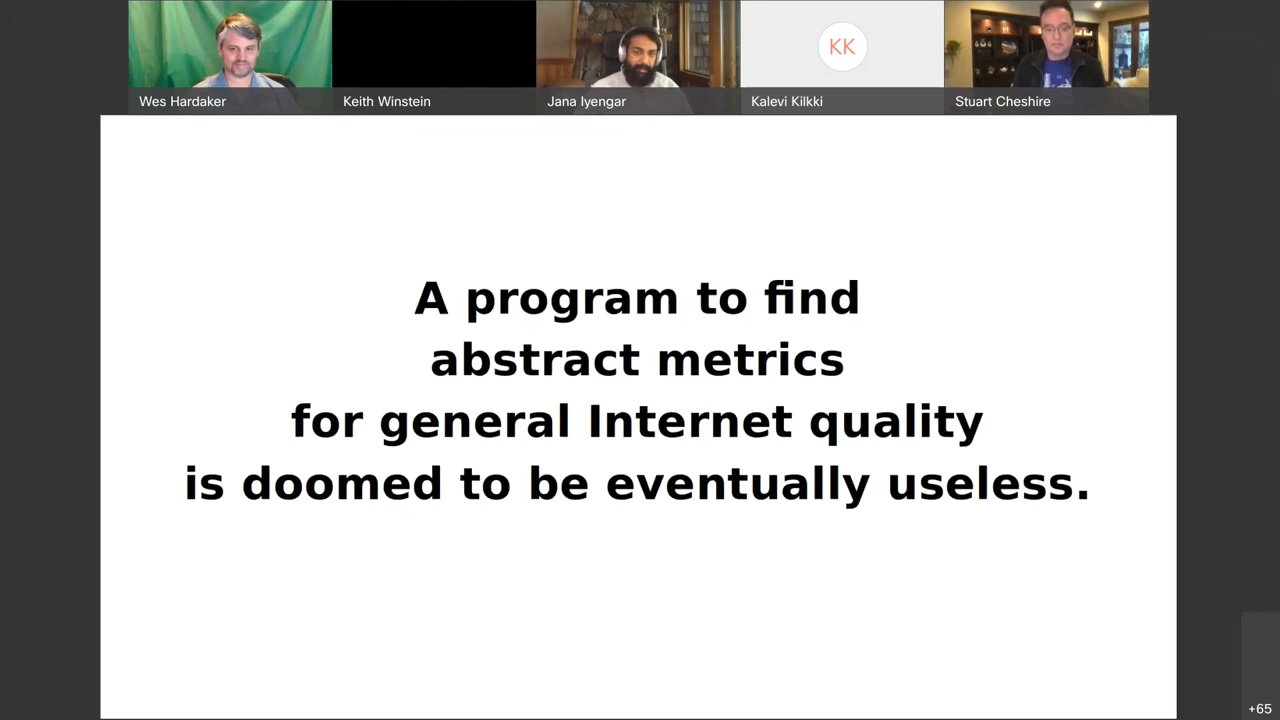 Wes Hardaker
Keith Winstein
Jana Iyengar
KK
Kalevi Kilkki
Stuart Cheshire
A program to find
abstract metrics
for general Internet quality
is doomed to be eventually useless.
+65